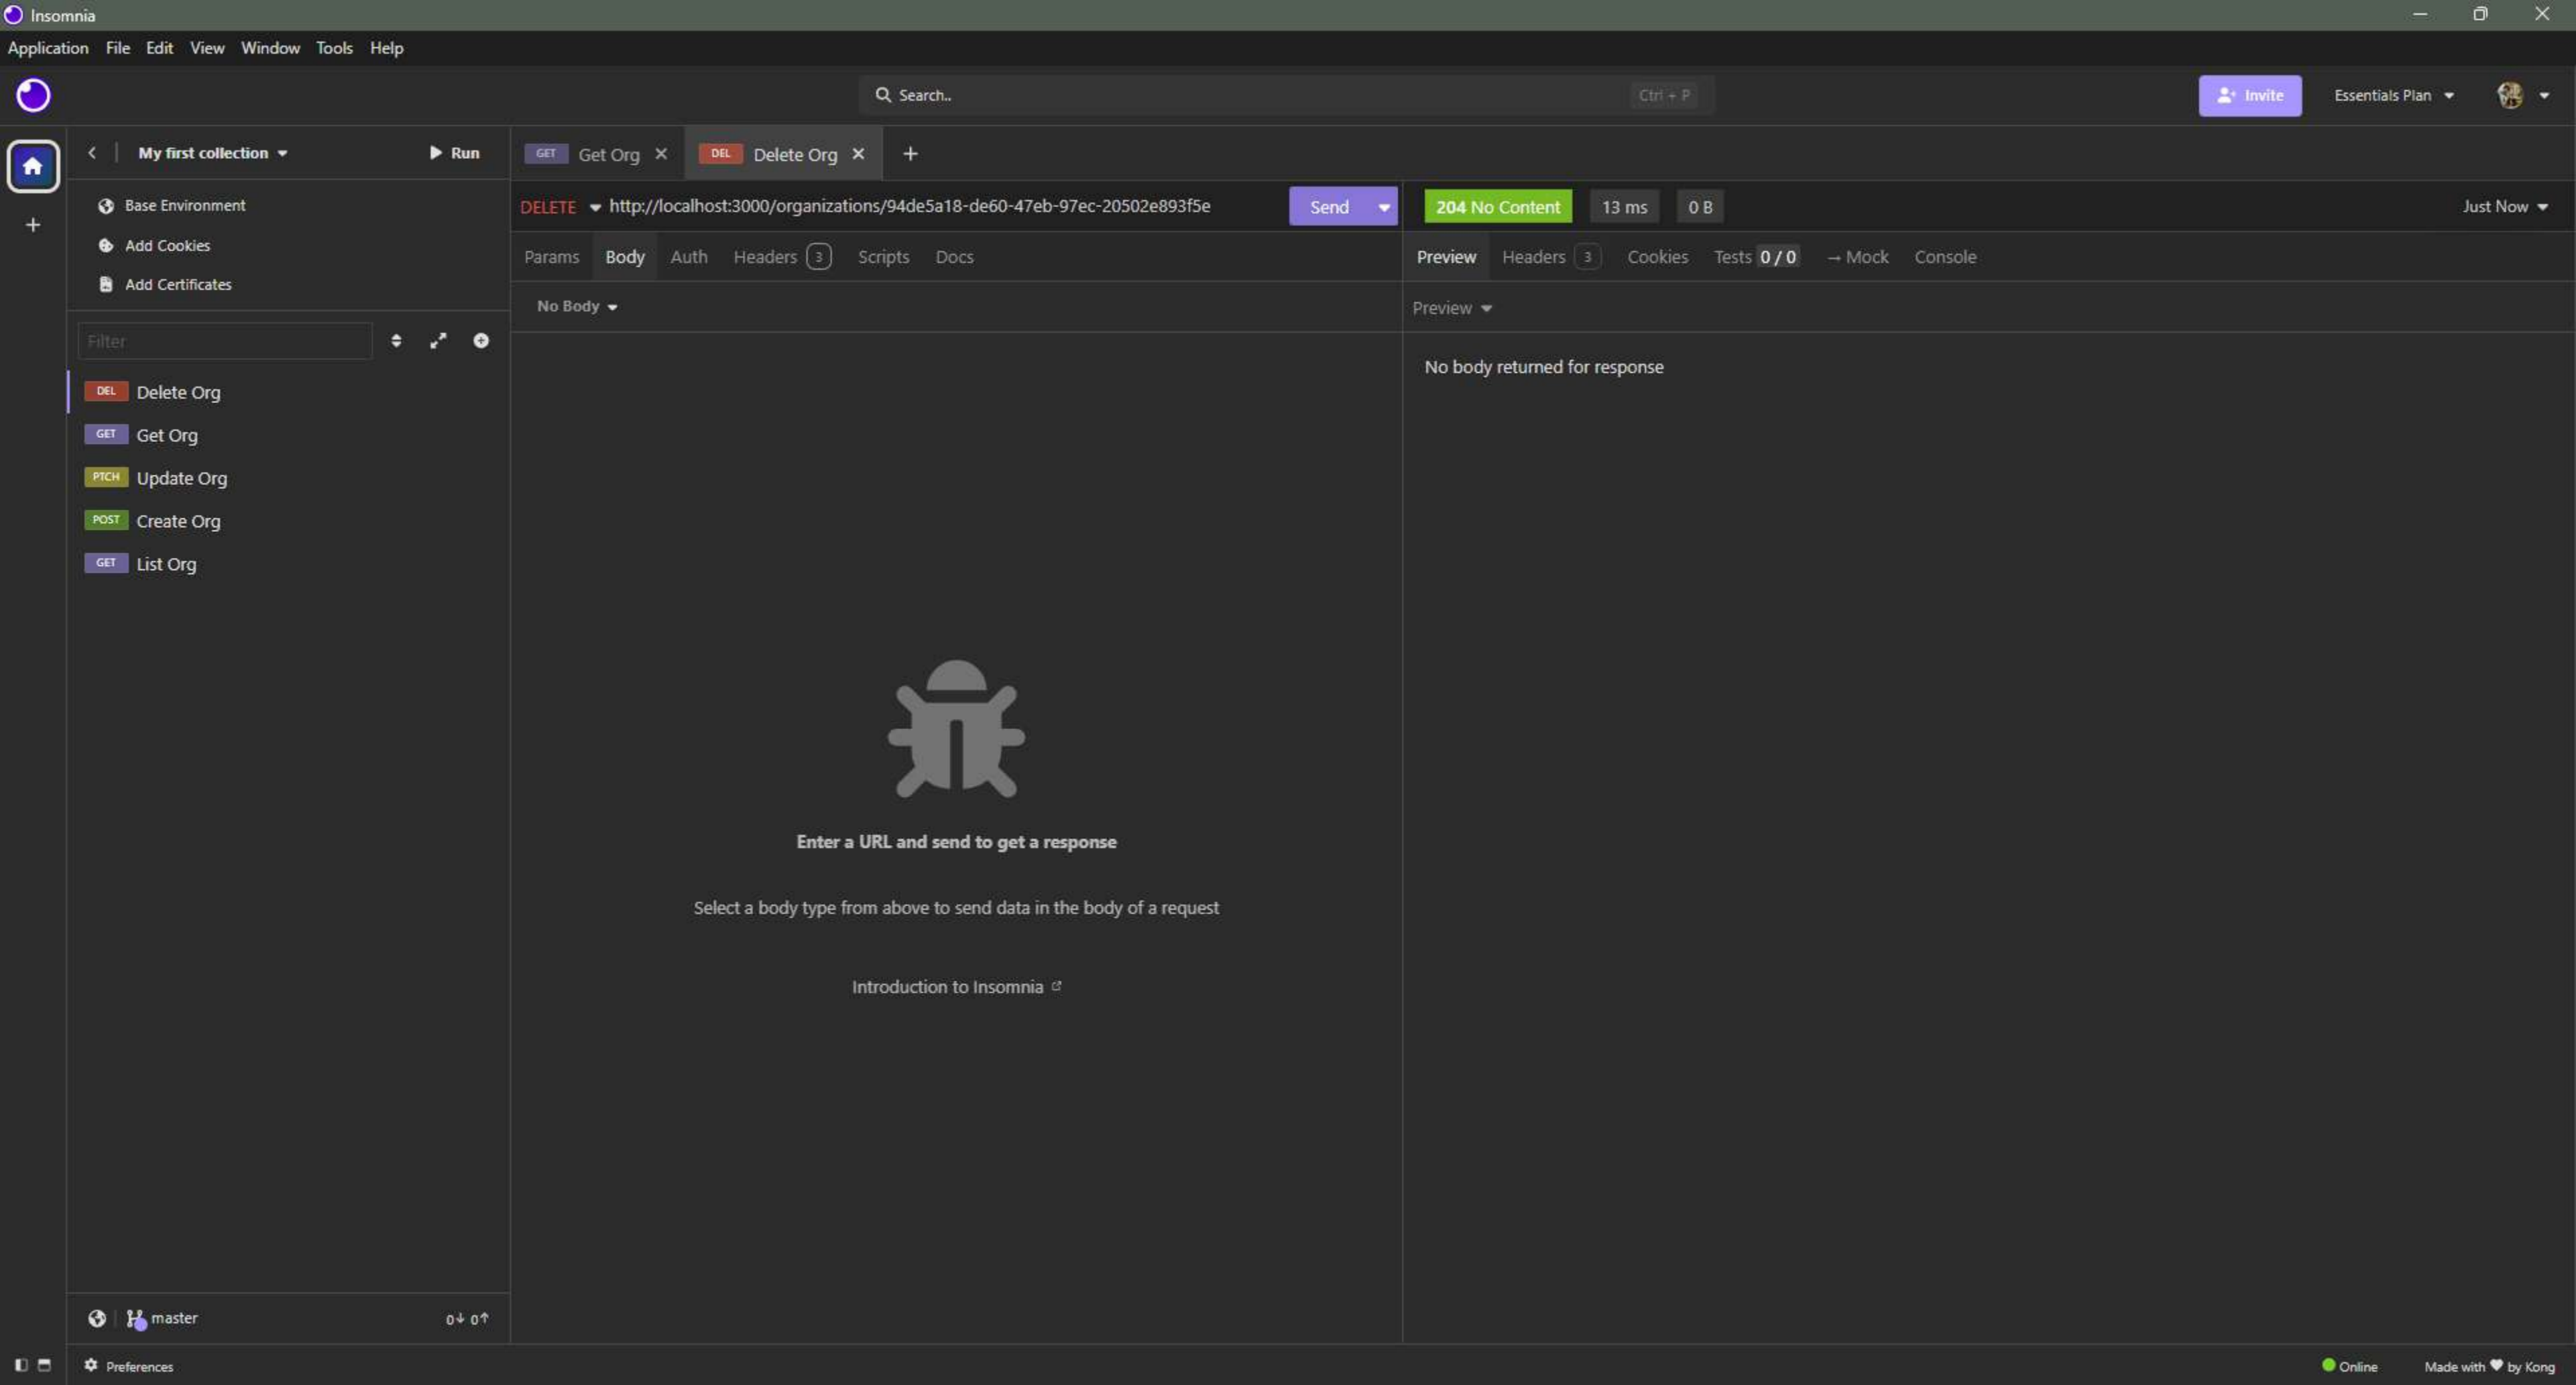 Insomnia
Application File Edit View Window Tools Help
Search.. Ctrl + P
Invite
Essentials Plan
My first collection
Run
GET Get Org
DEL Delete Org
Base Environment
Add Cookies
Add Certificates
Filter
DEL Delete Org
GET Get Org
PTCH Update Org
POST Create Org
GET List Org
master 0↓ 0↑
DELETE http://localhost:3000/organizations/94de5a18-de60-47eb-97ec-20502e893f5e Send
Params Body Auth Headers 3 Scripts Docs
No Body
Enter a URL and send to get a response
Select a body type from above to send data in the body of a request
Introduction to Insomnia
204 No Content 13 ms 0 B Just Now
Preview Headers 3 Cookies Tests 0 / 0 → Mock Console
Preview
No body returned for response
Preferences
Online
Made with ♥ by Kong